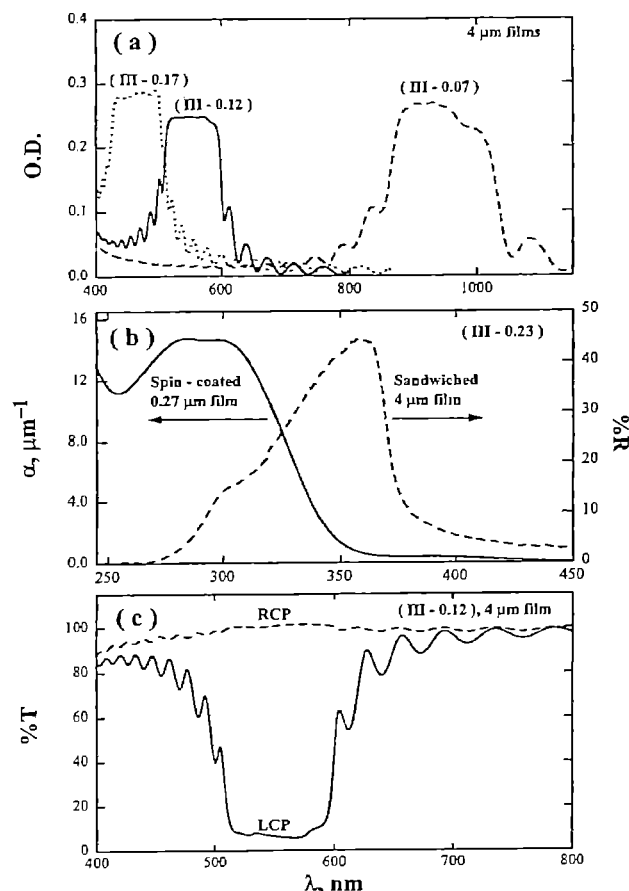 ( a )
4 µm films
( III - 0.17)
( III - 0.12)
( III - 0.07)
0.4
0.3
0.2
0.1
0.0
O.D.
400
600
800
1000
( b )
( III - 0.23)
16
12
8.0
4.0
0.0
α, µm⁻¹
Spin - coated
0.27 µm film
Sandwiched
4 µm film
50
40
30
20
10
0
%R
250
300
350
400
450
( c )
RCP
(III - 0.12), 4 µm film
100
80
60
40
20
0
%T
LCP
400
500
600
700
800
λ, nm